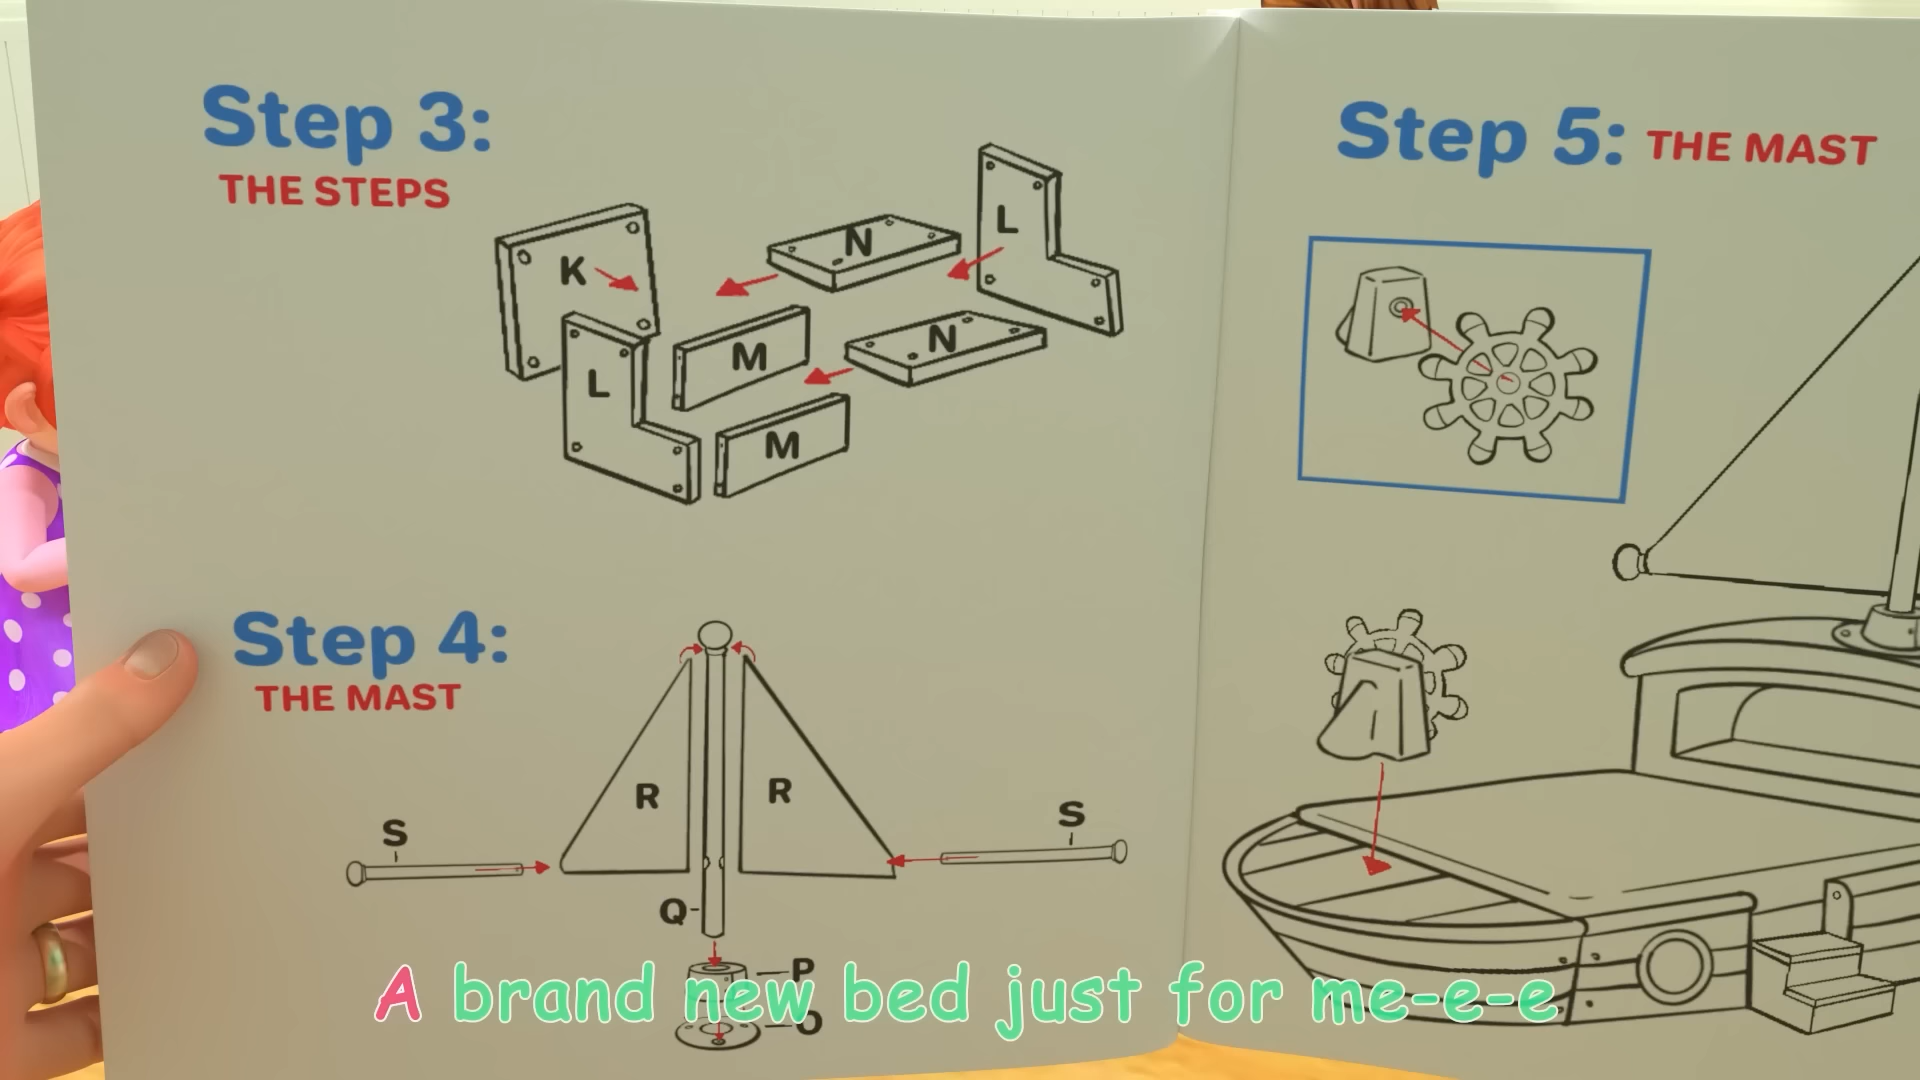 Step 3:
THE STEPS
K
N
L
M
N
L
M
Step 4:
THE MAST
R
R
S
S
Q
P
O
Step 5: THE MAST
A brand new bed just for me-e-e